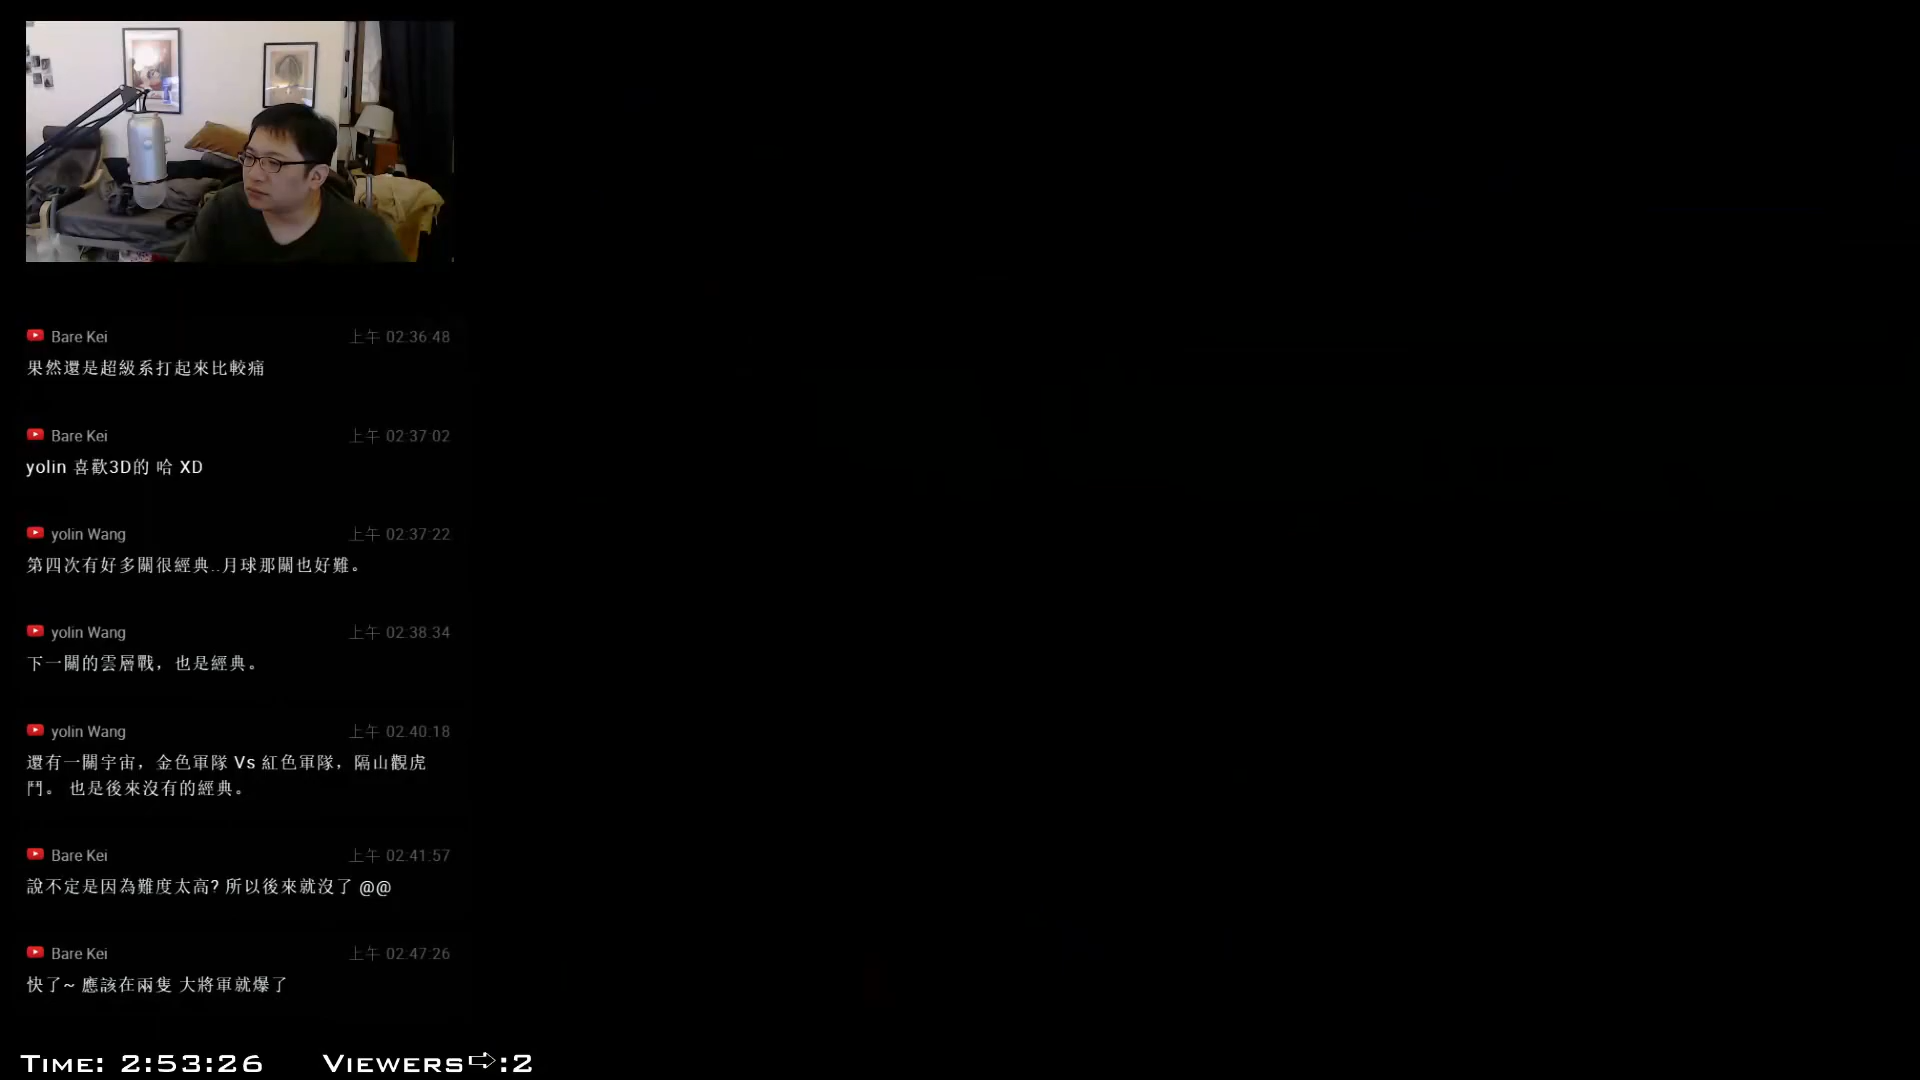 Bare Kei 上午 02:36:48
果然還是超級系打起來比較痛
Bare Kei 上午 02:37:02
yolin 喜歡3D的 哈 XD
yolin Wang 上午 02:37:22
第四次有好多關很經典..月球那關也好難。
yolin Wang 上午 02:38:34
下一關的雲層戰，也是經典。
yolin Wang 上午 02:40:18
還有一關宇宙，金色軍隊 Vs 紅色軍隊，隔山觀虎
鬥。 也是後來沒有的經典。
Bare Kei 上午 02:41:57
說不定是因為難度太高? 所以後來就沒了 @@
Bare Kei 上午 02:47:26
快了~ 應該在兩隻 大將軍就爆了
Time: 2:53:26 Viewers➩:2